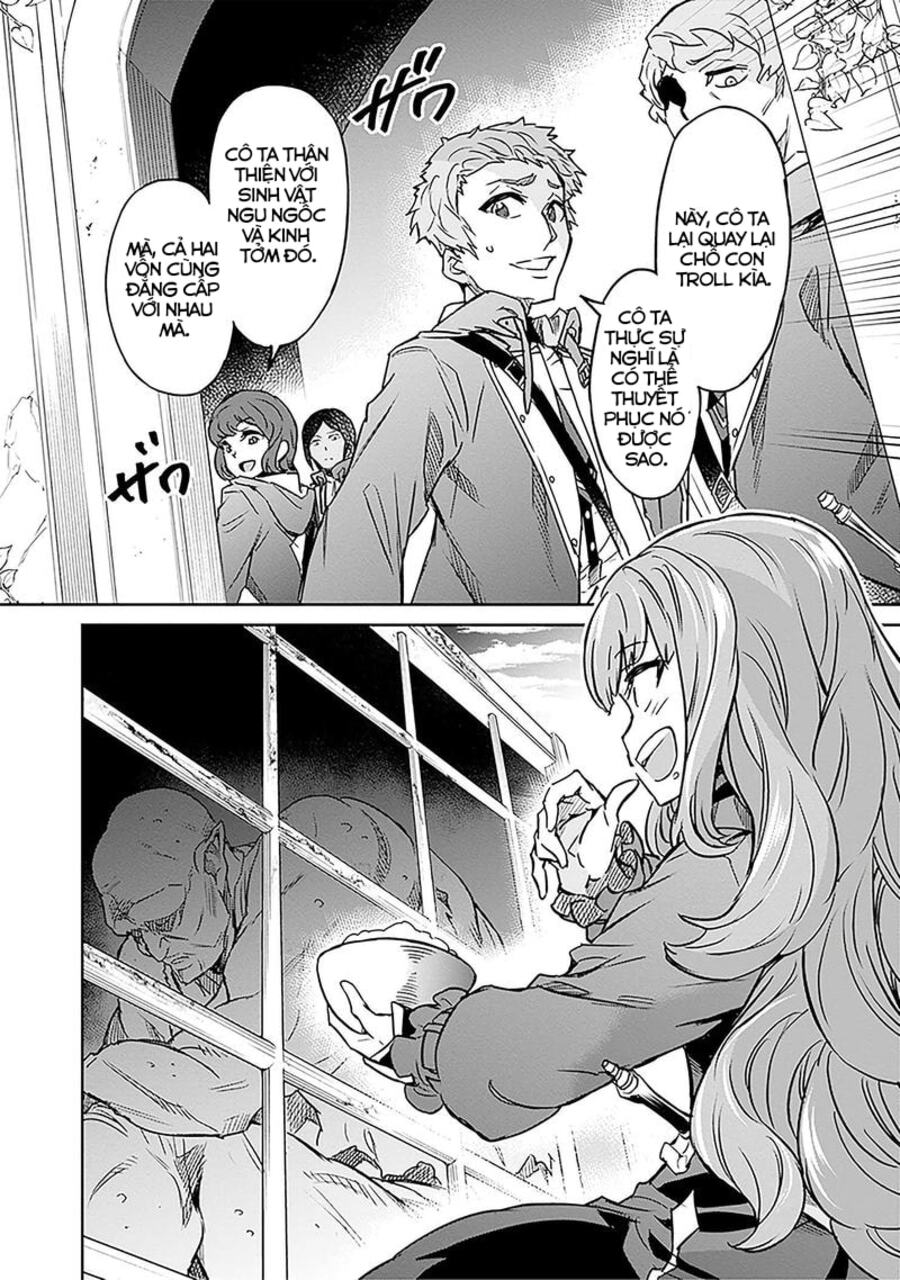 NÀY, CÔ TA
LẠI QUAY LẠI
CHỖ CON
TROLL KÌA.
CÔ TA
THỰC SỰ
NGHĨ LÀ
CÓ THỂ
THUYẾT
PHỤC NÓ
ĐƯỢC
SAO.
ザワ
CÔ TA THÂN
THIỆN VỚI
SINH VẬT
NGU NGỐC
VÀ KINH
TỞM ĐÓ.
MÀ, CẢ HAI
VỐN CÙNG
ĐẲNG CẤP
VỚI NHAU
MÀ.
ザワ